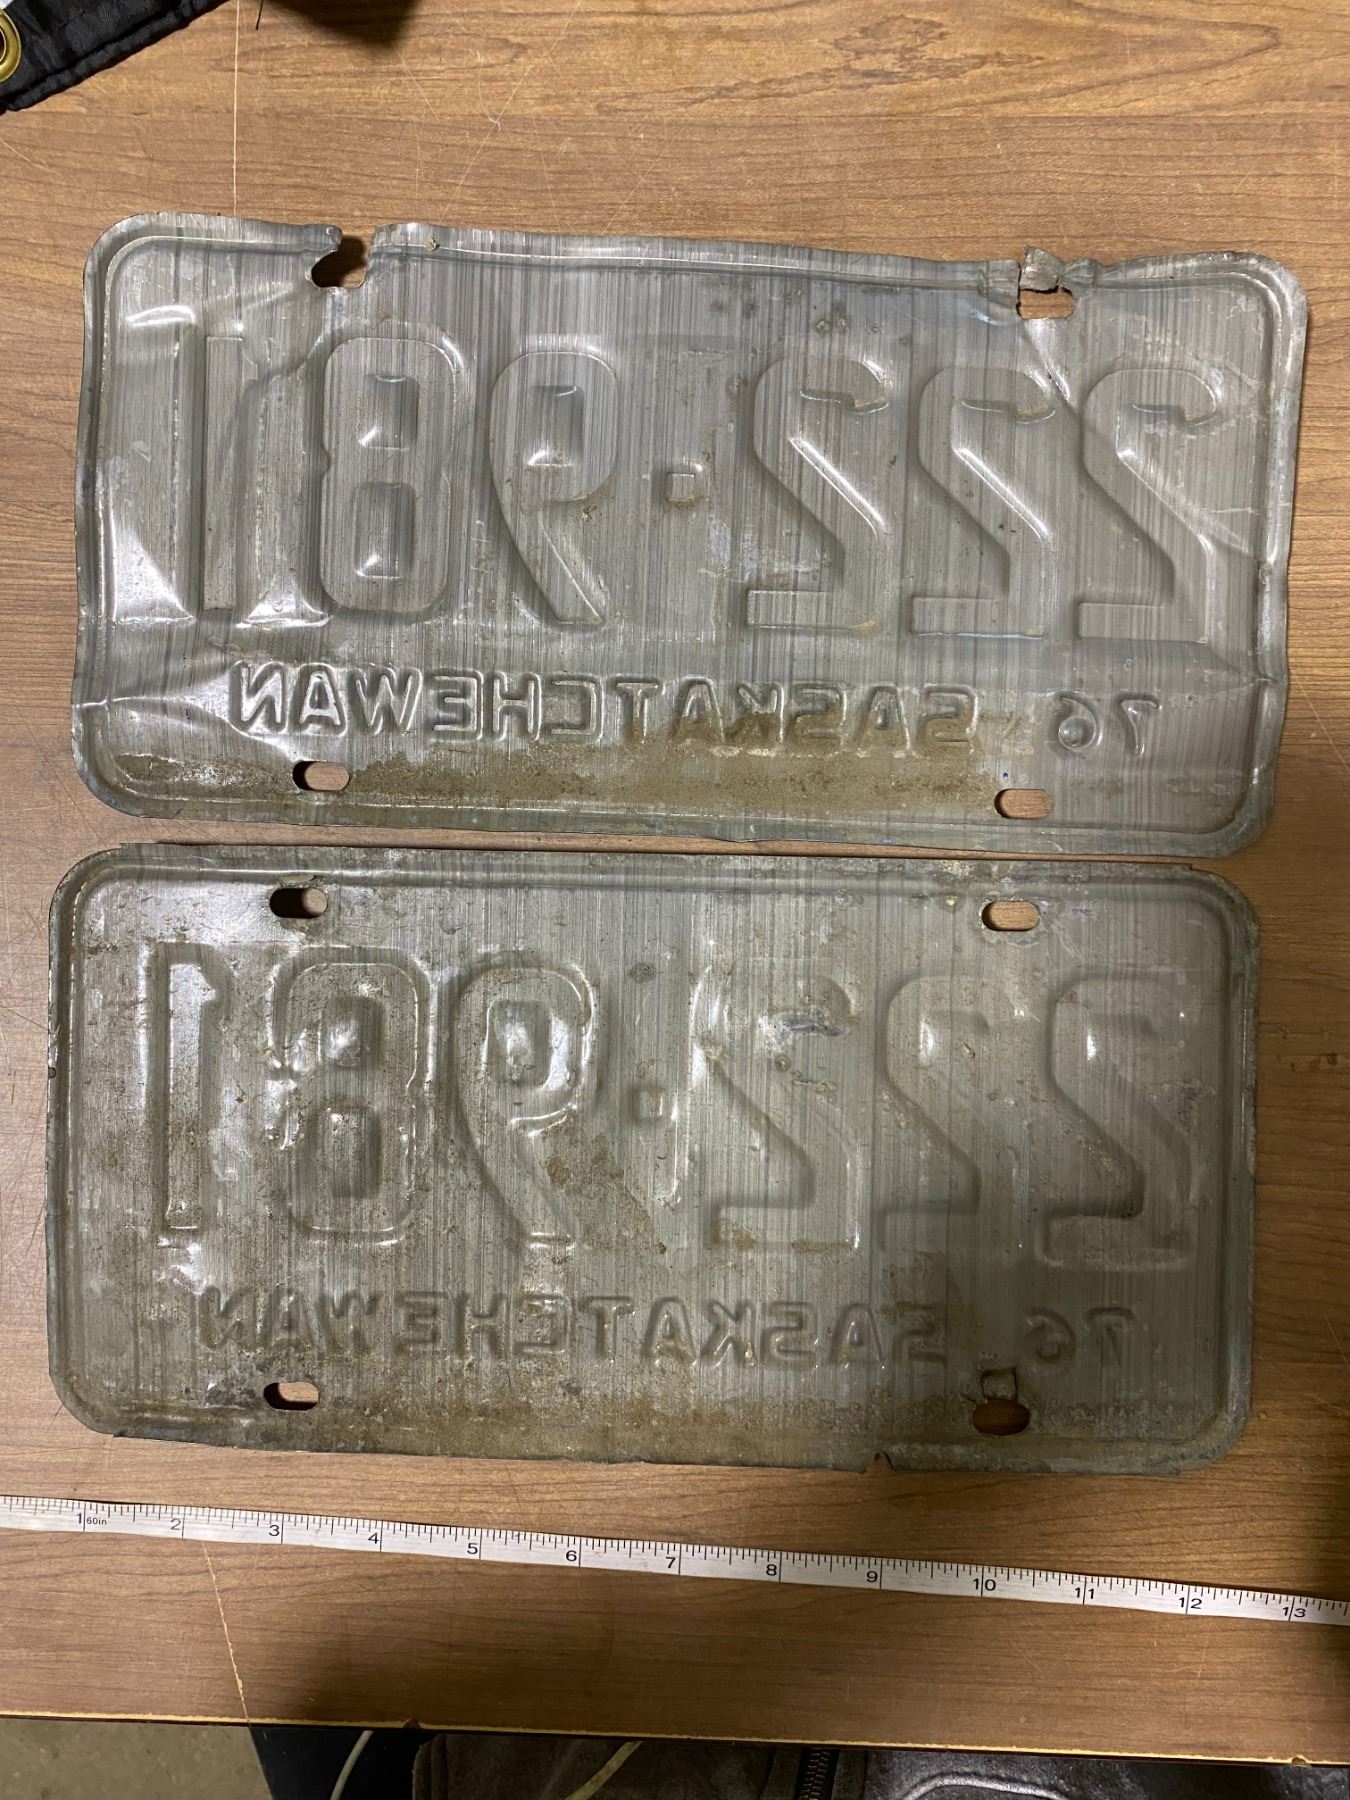 222·981
76 SASKATCHEWAN
222·981
76 SASKATCHEWAN
1 60in 2 3 4 5 6 7 8 9 10 11 12 13